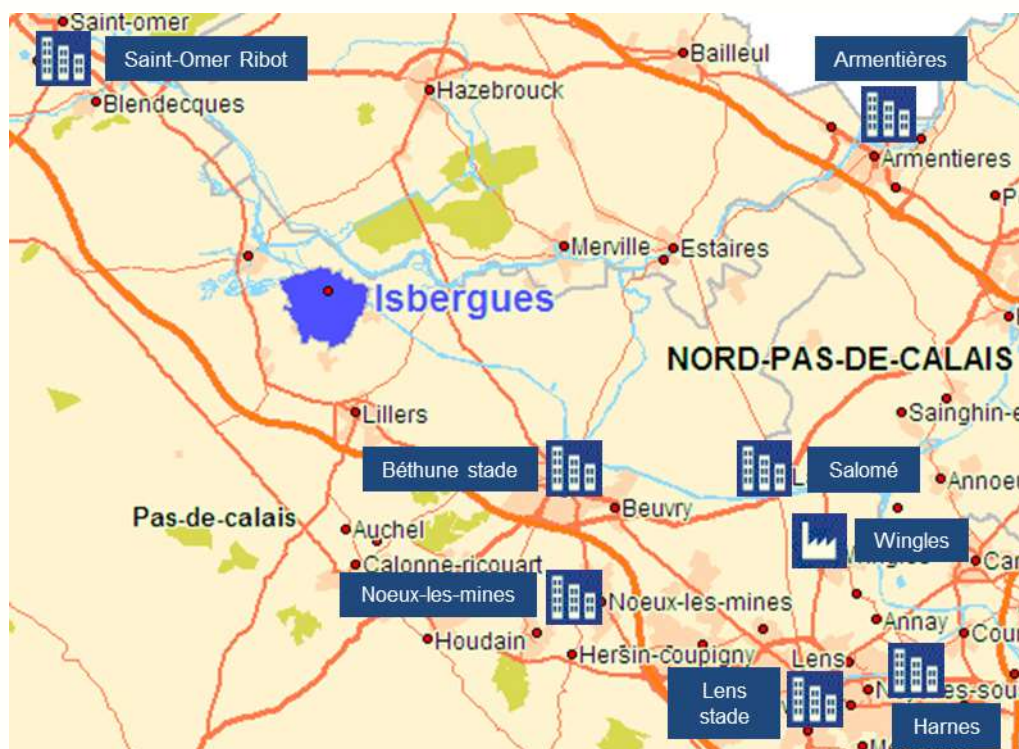 Saint-omer
Saint-Omer Ribot
Bailleul
Armentières
Hazebrouck
Blendecques
Armentieres
Merville
Estaires
Isbergues
NORD-PAS-DE-CALAIS
Lillers
Béthune stade
Salomé
Beuvry
Pas-de-calais
Auchel
Wingles
Calonne-ricouart
Noeux-les-mines
Noeux-les-mines
Annay
Houdain
Hersin-coupigny
Lens
Lens
stade
Harnes